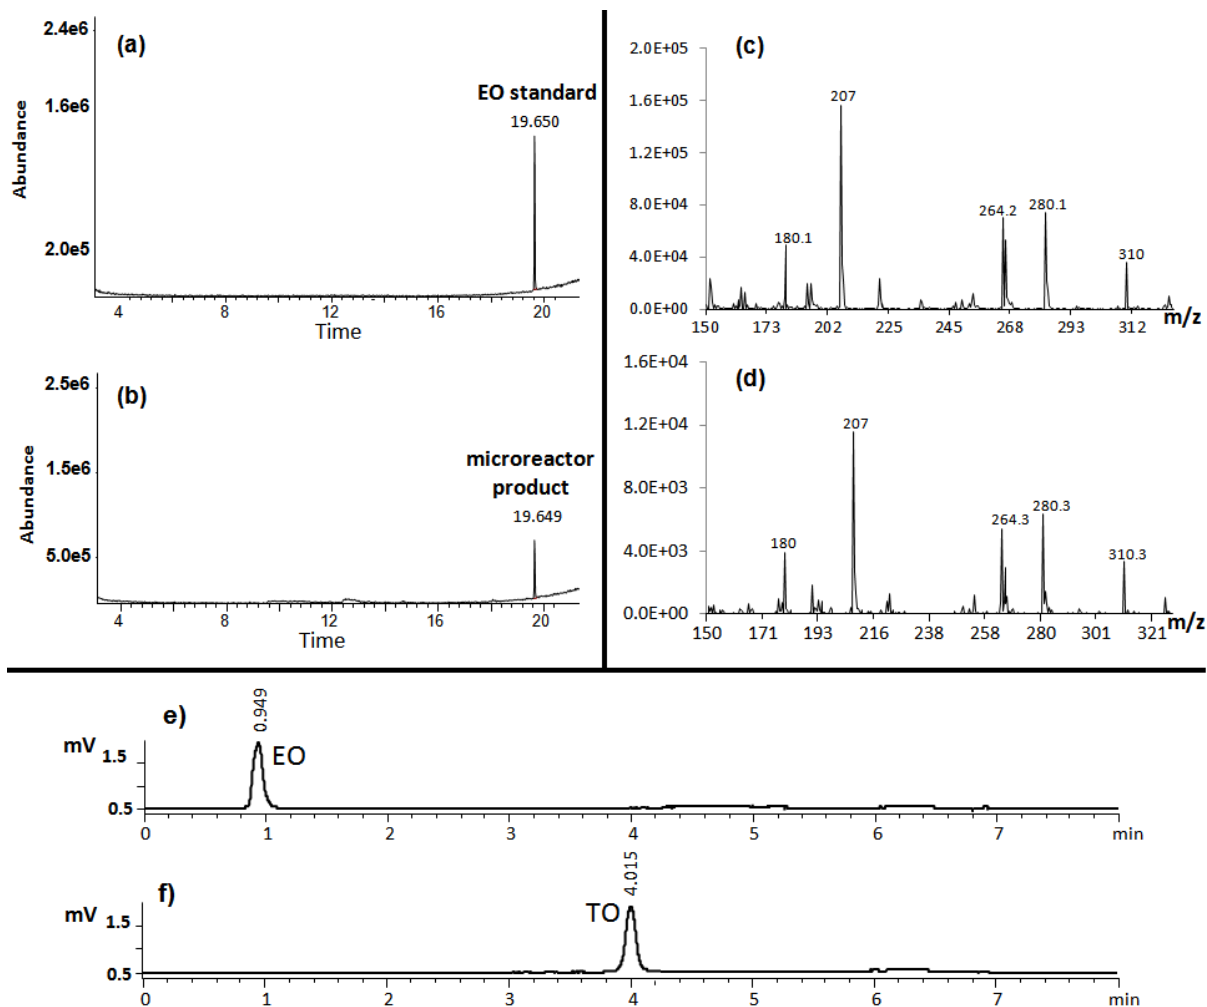 2.4e6
(a)
EO standard
1.6e6
19.650
Abundance
2.0e5
4
8
12
16
20
Time
(b)
2.5e6
microreactor
product
1.5e6
19.649
Abundance
5.0e5
4
8
12
16
20
Time
(c)
2.0E+05
1.6E+05
1.2E+05
8.0E+04
4.0E+04
0.0E+00
207
180.1
264.2
280.1
310
150
173
202
225
245
268
293
312
m/z
(d)
1.6E+04
1.2E+04
8.0E+03
4.0E+03
0.0E+00
207
180
264.3
280.3
310.3
150
171
193
216
238
258
280
301
321
m/z
e)
0.949
EO
mV
1.5
0.5
0
1
2
3
4
5
6
7
min
f)
4.015
TO
mV
1.5
0.5
0
1
2
3
4
5
6
7
min